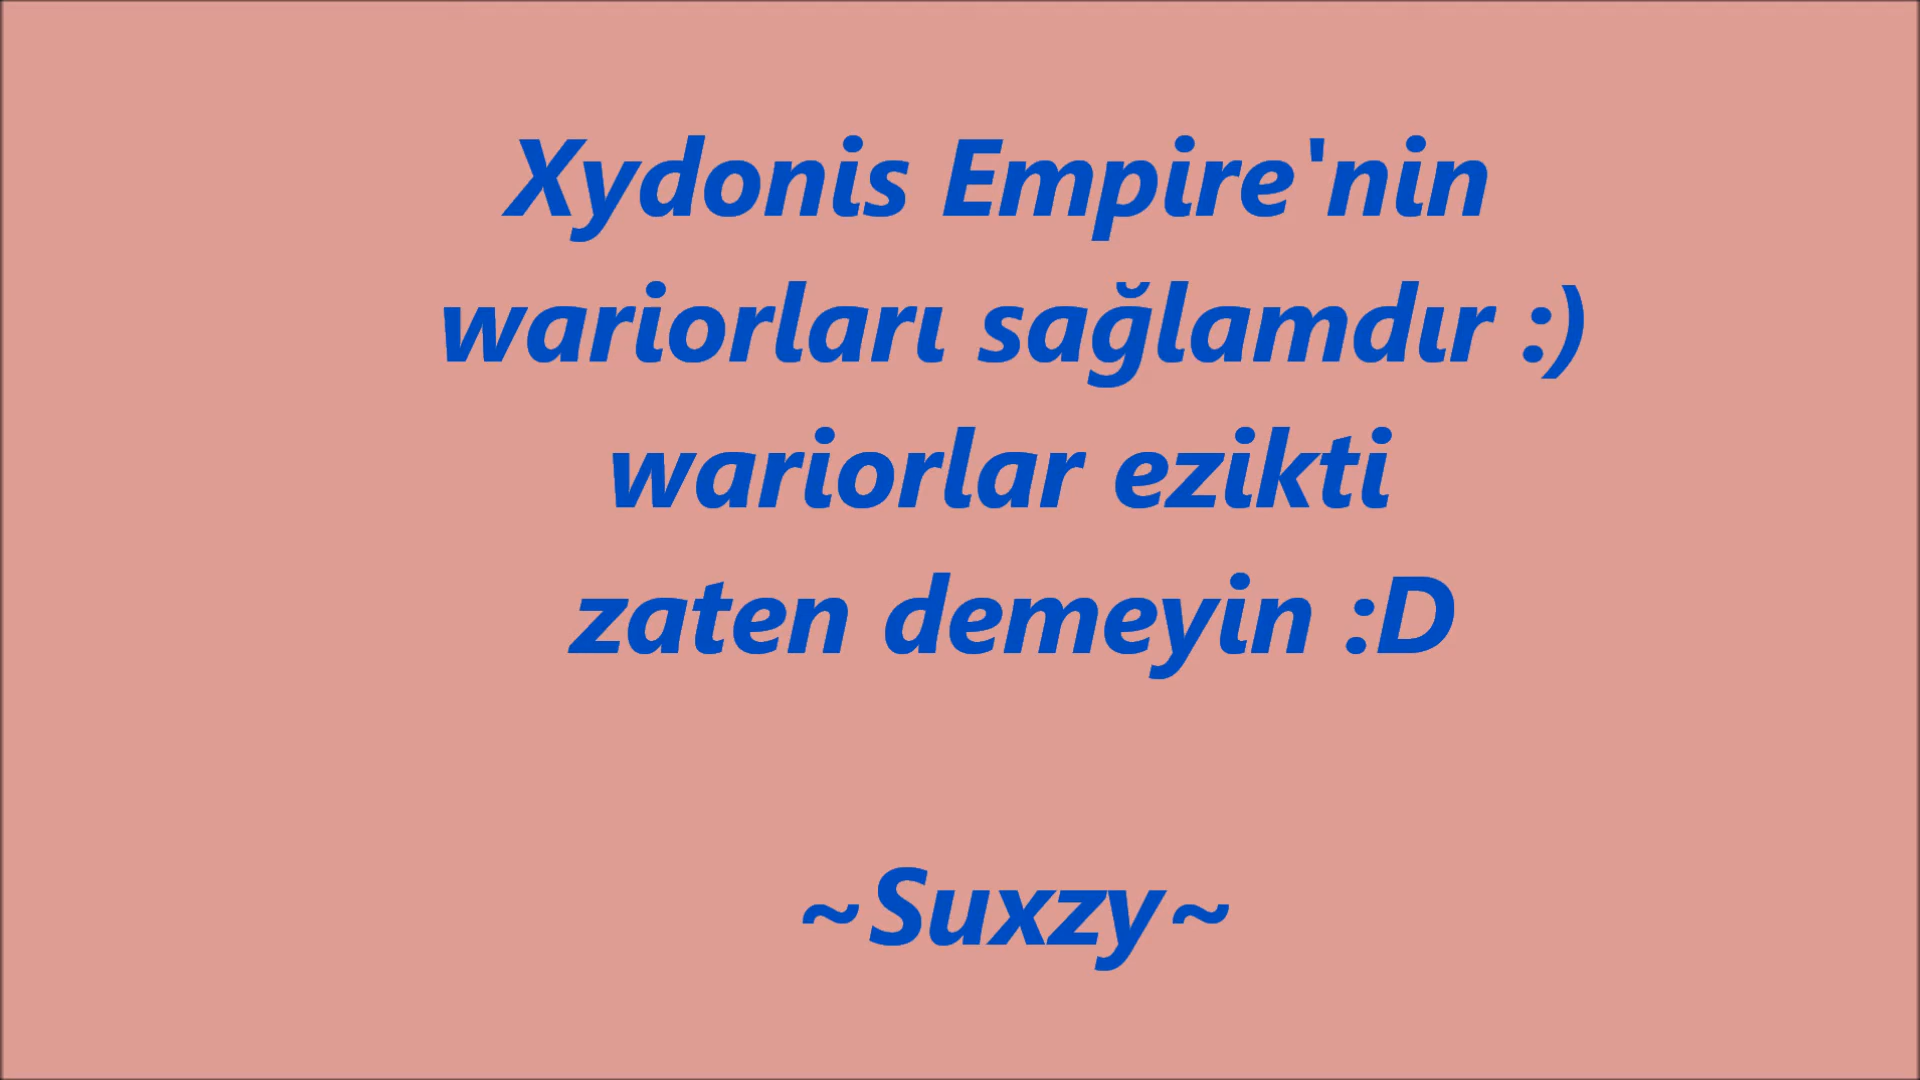 Xydonis Empire'nin
wariorları sağlamdır :)
wariorlar ezikti
zaten demeyin :D
~Suxzy~